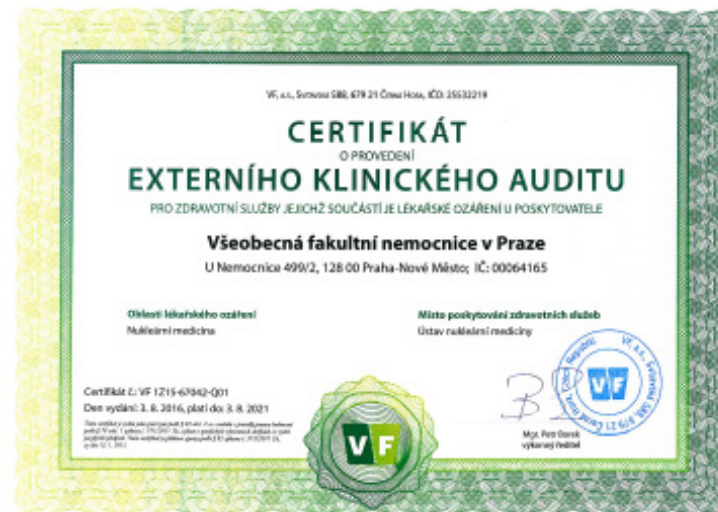 VF, a.s., Svitavská 588, 679 21 Černá Hora, IČO: 25532219
CERTIFIKÁT
O PROVEDENÍ
EXTERNÍHO KLINICKÉHO AUDITU
PRO ZDRAVOTNÍ SLUŽBY JEJICHŽ SOUČÁSTÍ JE LÉKAŘSKÉ OZÁŘENÍ U POSKYTOVATELE
Všeobecná fakultní nemocnice v Praze
U Nemocnice 499/2, 128 00 Praha-Nové Město; IČ: 00064165
Oblasti lékařského ozáření
Nukleární medicína
Místo poskytování zdravotních služeb
Ústav nukleární medicíny
Certifikát č.: VF 1Z15-67042-Q01
Den vydání: 3. 8. 2016, platí do: 3. 8. 2021
VF
Mgr. Petr Borek
výkonný ředitel
VF